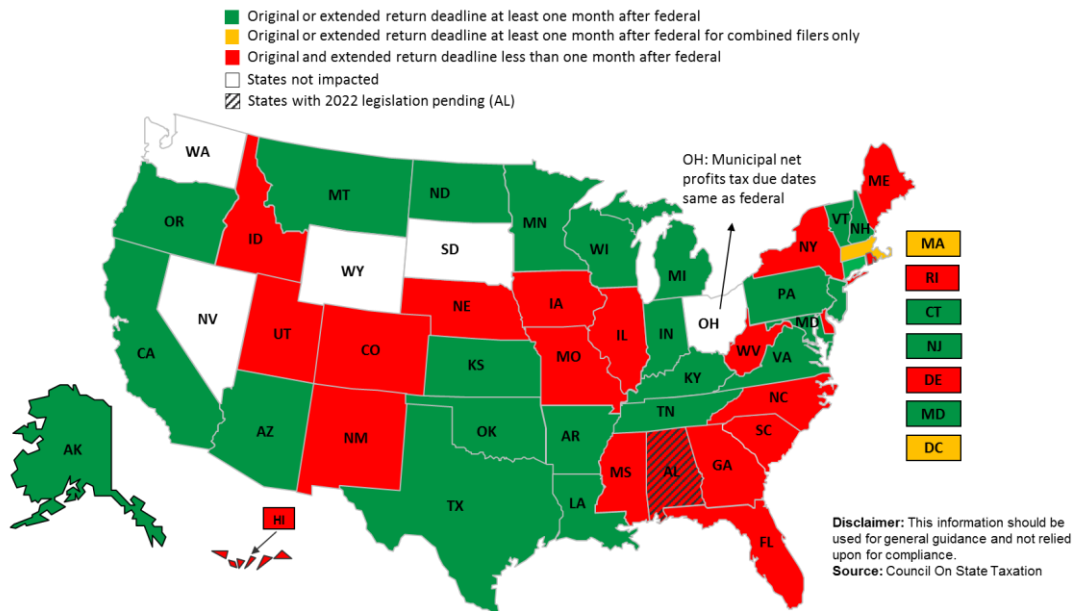 Original or extended return deadline at least one month after federal
Original or extended return deadline at least one month after federal for combined filers only
Original and extended return deadline less than one month after federal
States not impacted
States with 2022 legislation pending (AL)
WA
OR
ID
MT
ND
MN
WI
MI
SD
WY
NV
UT
CO
NE
IA
IL
IN
OH
OH: Municipal net
profits tax due dates
same as federal
ME
VT
NH
NY
PA
MD
WV
VA
KY
CA
AZ
NM
KS
MO
OK
AR
TN
NC
SC
MS
AL
GA
TX
LA
FL
AK
HI
MA
RI
CT
NJ
DE
MD
DC
Disclaimer: This information should be
used for general guidance and not relied
upon for compliance.
Source: Council On State Taxation